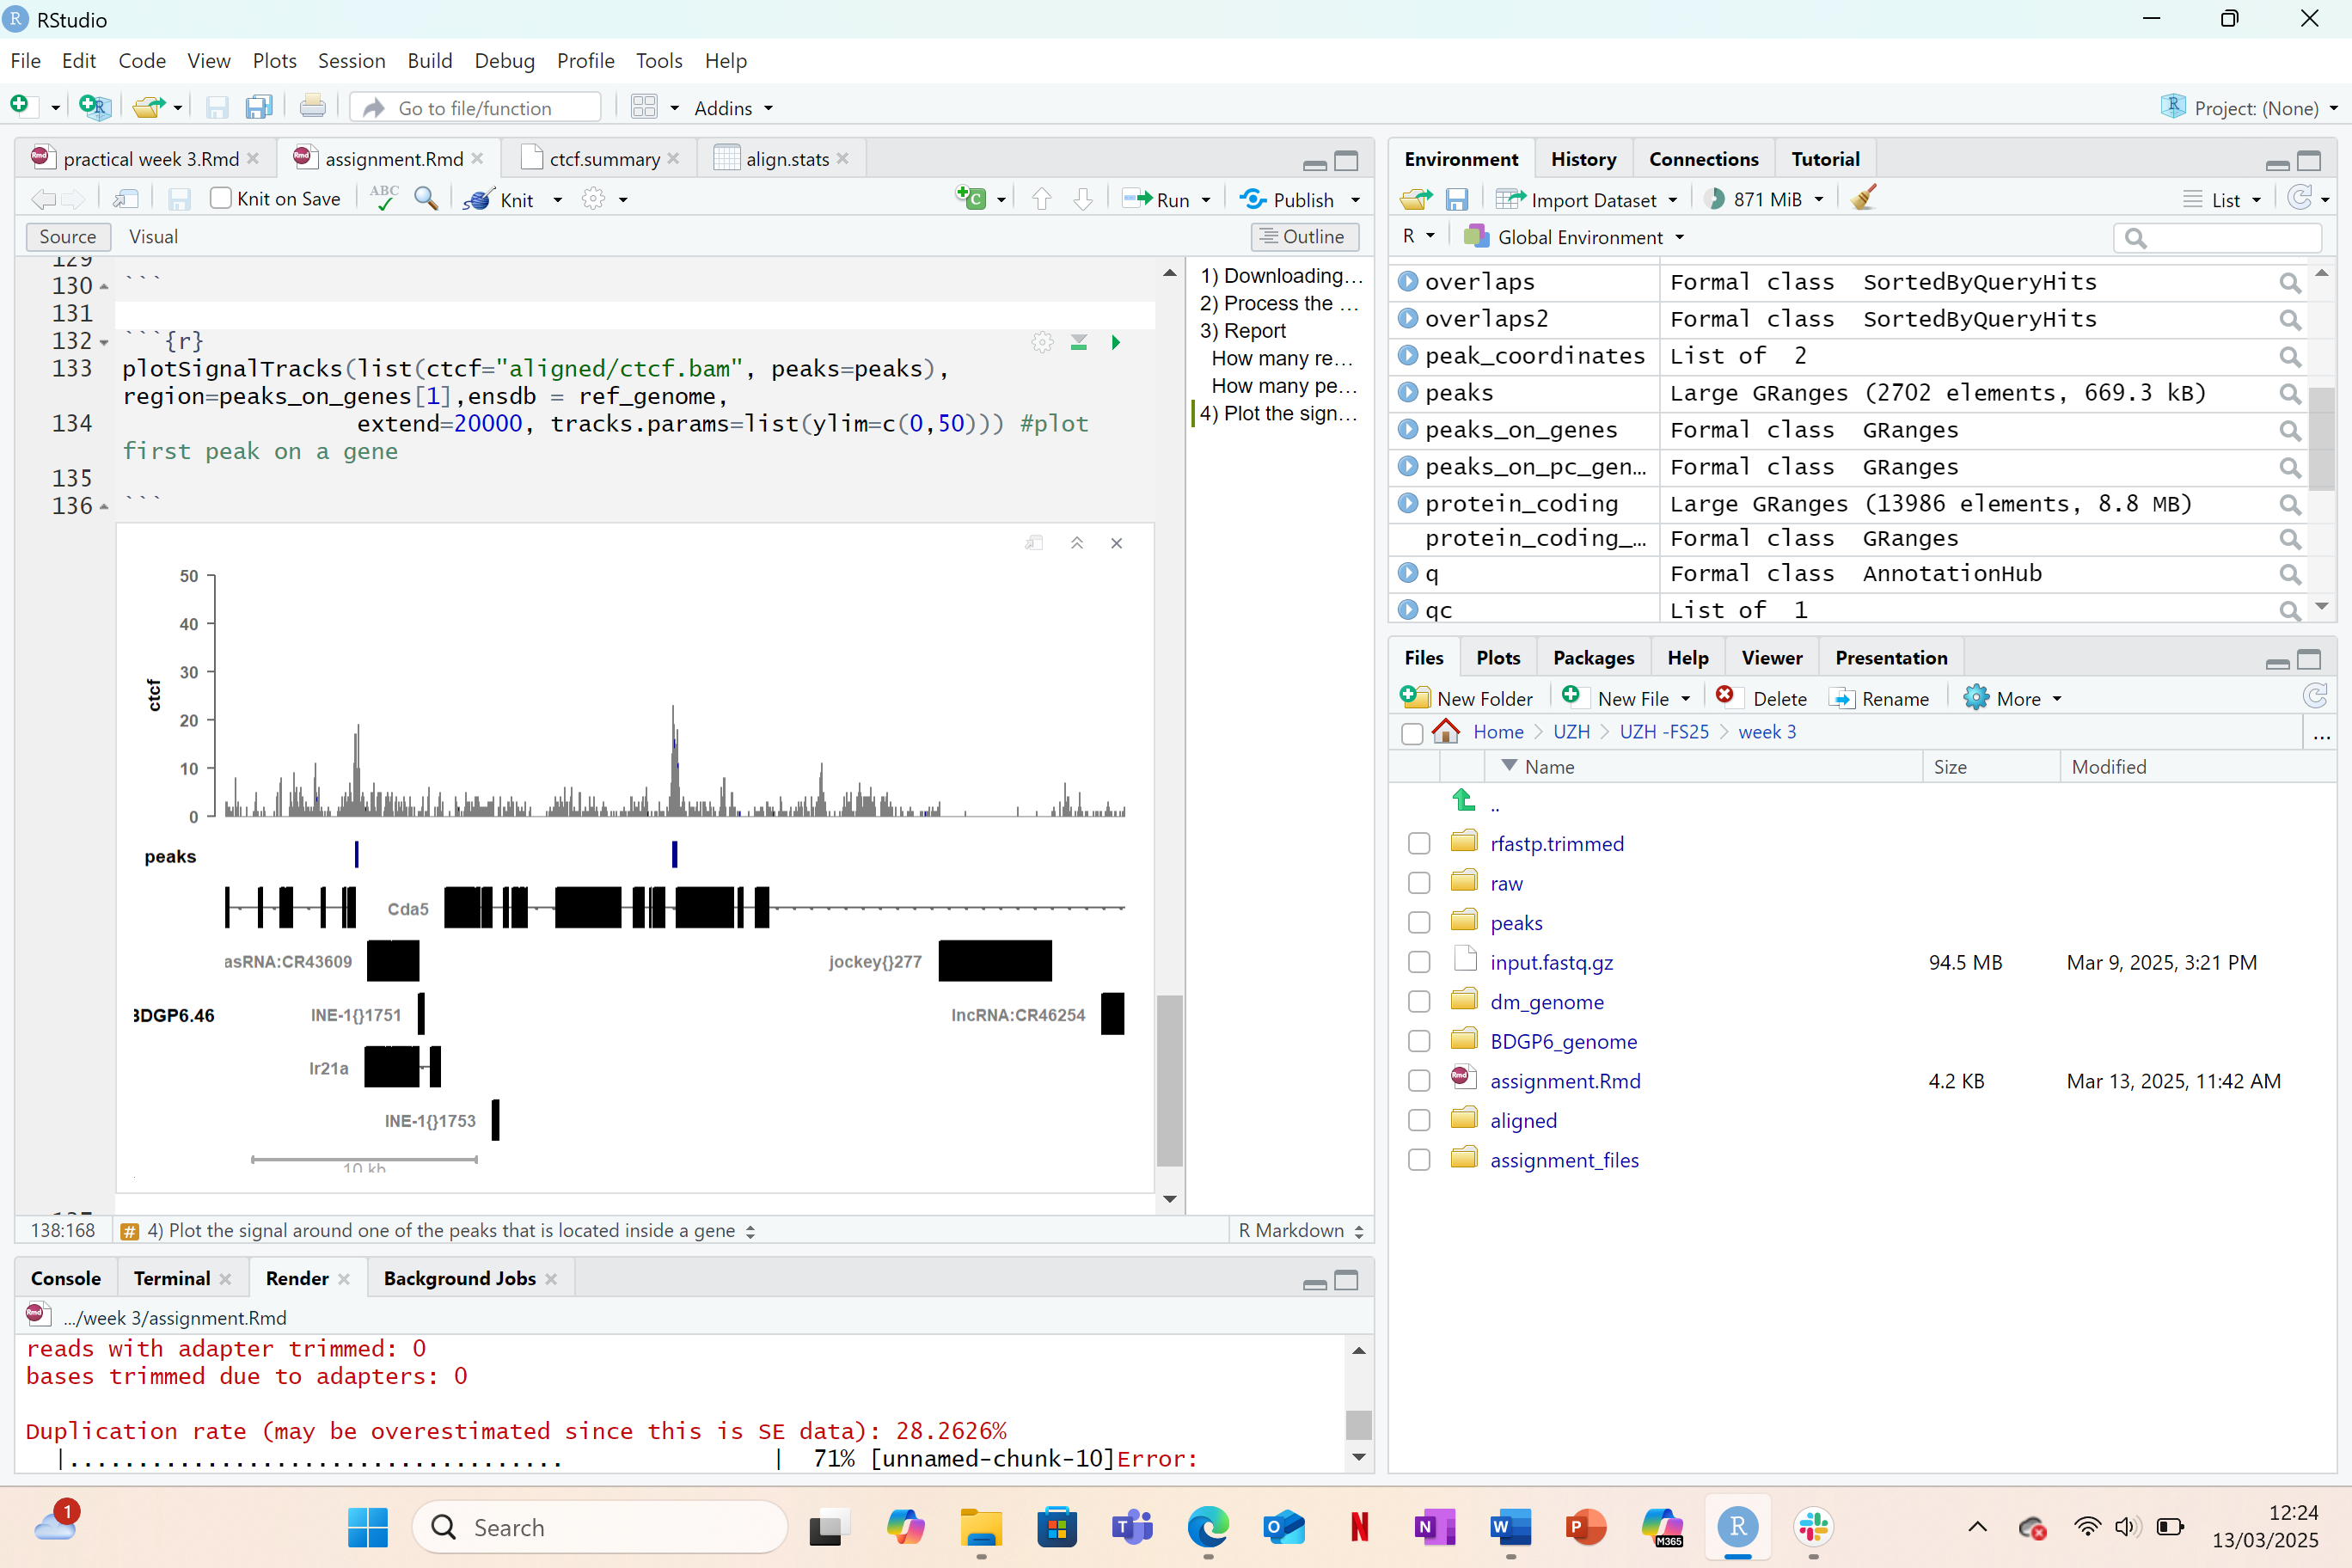 RStudio
File Edit Code View Plots Session Build Debug Profile Tools Help
Go to file/function Addins Project: (None)
practical week 3.Rmd assignment.Rmd ctcf.summary align.stats
Knit on Save ABC Knit Run Publish
Source Visual Outline
129
130 ```
131
132 ```{r}
133 plotSignalTracks(list(ctcf="aligned/ctcf.bam", peaks=peaks),
region=peaks_on_genes[1],ensdb = ref_genome,
134 extend=20000, tracks.params=list(ylim=c(0,50))) #plot
first peak on a gene
135
136 ```
1) Downloading...
2) Process the ...
3) Report
How many re...
How many pe...
4) Plot the sign...
50
40
30
20
10
0
ctcf
peaks
Cda5
asRNA:CR43609
jockey{}277
BDGP6.46
INE-1{}1751
lncRNA:CR46254
Ir21a
INE-1{}1753
10 kb
138:168 # 4) Plot the signal around one of the peaks that is located inside a gene R Markdown
Console Terminal Render Background Jobs
.../week 3/assignment.Rmd
reads with adapter trimmed: 0
bases trimmed due to adapters: 0
Duplication rate (may be overestimated since this is SE data): 28.2626%
|..................................... | 71% [unnamed-chunk-10]Error:
Environment History Connections Tutorial
Import Dataset 871 MiB List
R Global Environment
overlaps Formal class SortedByQueryHits
overlaps2 Formal class SortedByQueryHits
peak_coordinates List of 2
peaks Large GRanges (2702 elements, 669.3 kB)
peaks_on_genes Formal class GRanges
peaks_on_pc_gen... Formal class GRanges
protein_coding Large GRanges (13986 elements, 8.8 MB)
protein_coding_... Formal class GRanges
q Formal class AnnotationHub
qc List of 1
Files Plots Packages Help Viewer Presentation
New Folder New File Delete Rename More
Home UZH UZH -FS25 week 3 ...
Name Size Modified
..
rfastp.trimmed
raw
peaks
input.fastq.gz 94.5 MB Mar 9, 2025, 3:21 PM
dm_genome
BDGP6_genome
assignment.Rmd 4.2 KB Mar 13, 2025, 11:42 AM
aligned
assignment_files
1
Search
M365
12:24
13/03/2025